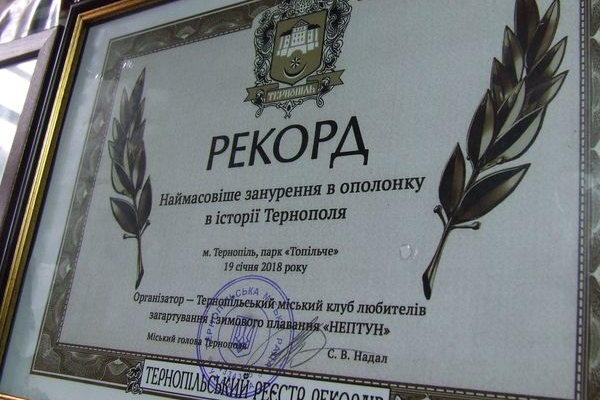 ТЕРНОПІЛЬ
РЕКОРД
Наймасовіше занурення в ополонку
в історії Тернополя
м. Тернопіль, парк «Топільче»
19 січня 2018 року
Організатор — Тернопільський міський клуб любителів
загартування і зимового плавання «НЕПТУН»
Міський голова Тернополя
С. В. Надал
ТЕРНОПІЛЬСЬКИЙ РЕЄСТР РЕКОРДІВ